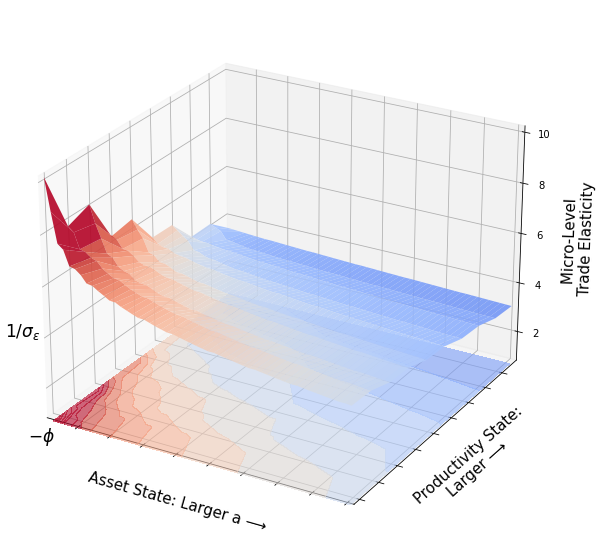 10
8
6
4
2
Micro-Level
Trade Elasticity
1/σ_ε
−ϕ
Asset State: Larger a ⟶
Productivity State:
Larger ⟶